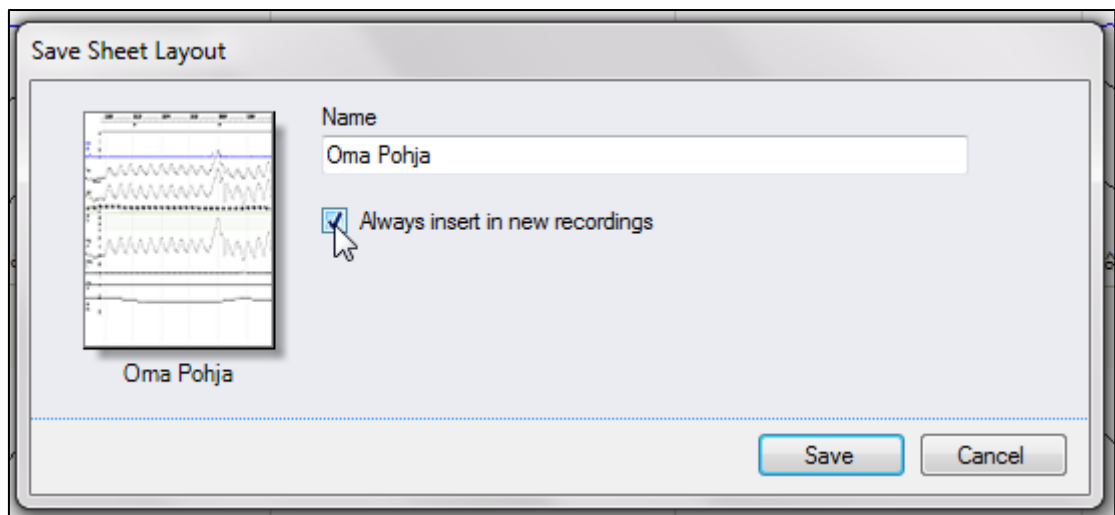 Save Sheet Layout
Name
Oma Pohja
Always insert in new recordings
Oma Pohja
Save
Cancel